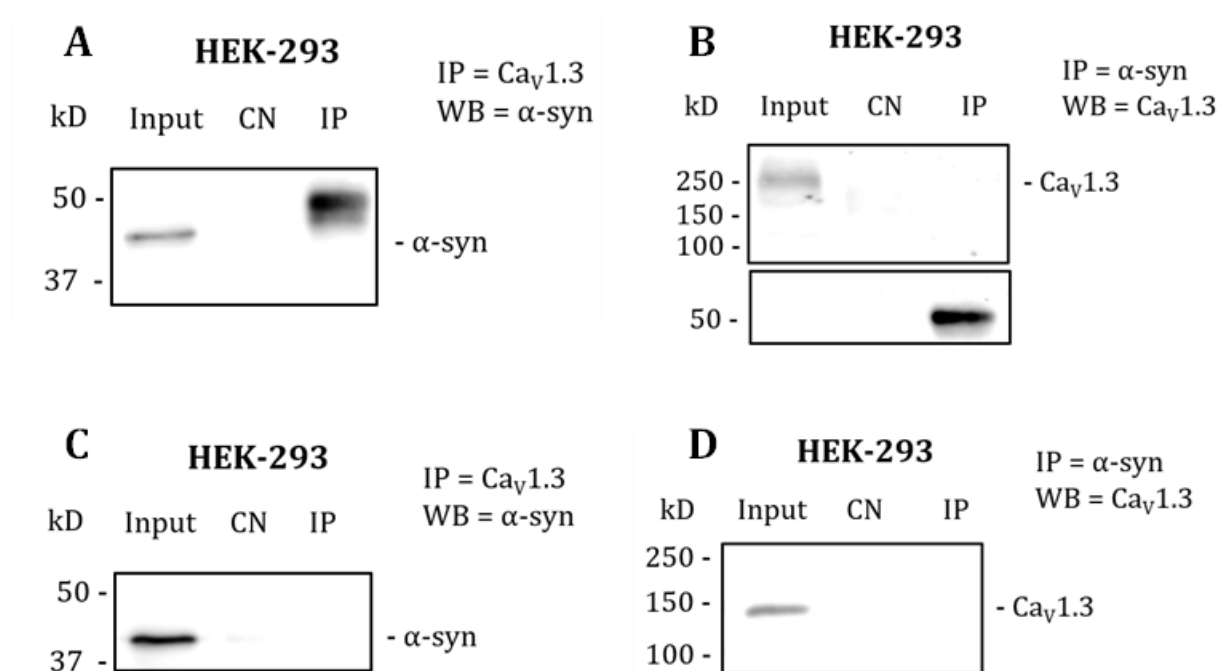 A
HEK-293
IP = CaV1.3
WB = α-syn
kD Input CN IP
50 -
- α-syn
37 -
B
HEK-293
IP = α-syn
WB = CaV1.3
kD Input CN IP
250 -
- CaV1.3
150 -
100 -
50 -
C
HEK-293
IP = CaV1.3
WB = α-syn
kD Input CN IP
50 -
- α-syn
37 -
D
HEK-293
IP = α-syn
WB = CaV1.3
kD Input CN IP
250 -
150 -
- CaV1.3
100 -